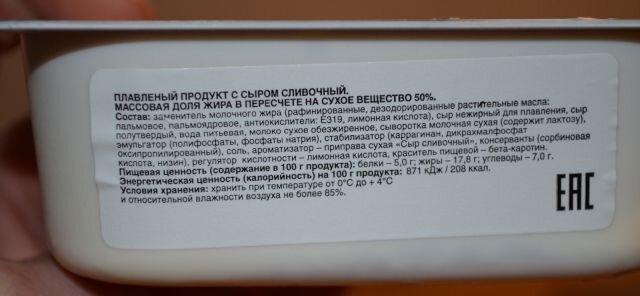 ПЛАВЛЕНЫЙ ПРОДУКТ С СЫРОМ СЛИВОЧНЫЙ.
МАССОВАЯ ДОЛЯ ЖИРА В ПЕРЕСЧЕТЕ НА СУХОЕ ВЕЩЕСТВО 50%.
Состав: заменитель молочного жира (рафинированные, дезодорированные растительные масла:
пальмовое, пальмоядровое, антиокислители: Е319, лимонная кислота), сыр нежирный для плавления, сыр
полутвердый, вода питьевая, молоко сухое обезжиренное, сыворотка молочная сухая (содержит лактозу),
эмульгатор (полифосфаты, фосфаты натрия), стабилизатор (каррагинан, дикрахмалфосфат
оксипропилированный), соль, ароматизатор – приправа сухая «Сыр сливочный», консерванты (сорбиновая
кислота, низин), регулятор кислотности – лимонная кислота, краситель пищевой – бета-каротин.
Пищевая ценность (содержание в 100 г продукта): белки – 5,0 г; жиры – 17,8 г; углеводы – 7,0 г.
Энергетическая ценность (калорийность) на 100 г продукта: 871 кДж / 208 ккал.
Условия хранения: хранить при температуре от 0°С до + 4°С
и относительной влажности воздуха не более 85%.
ЕАС